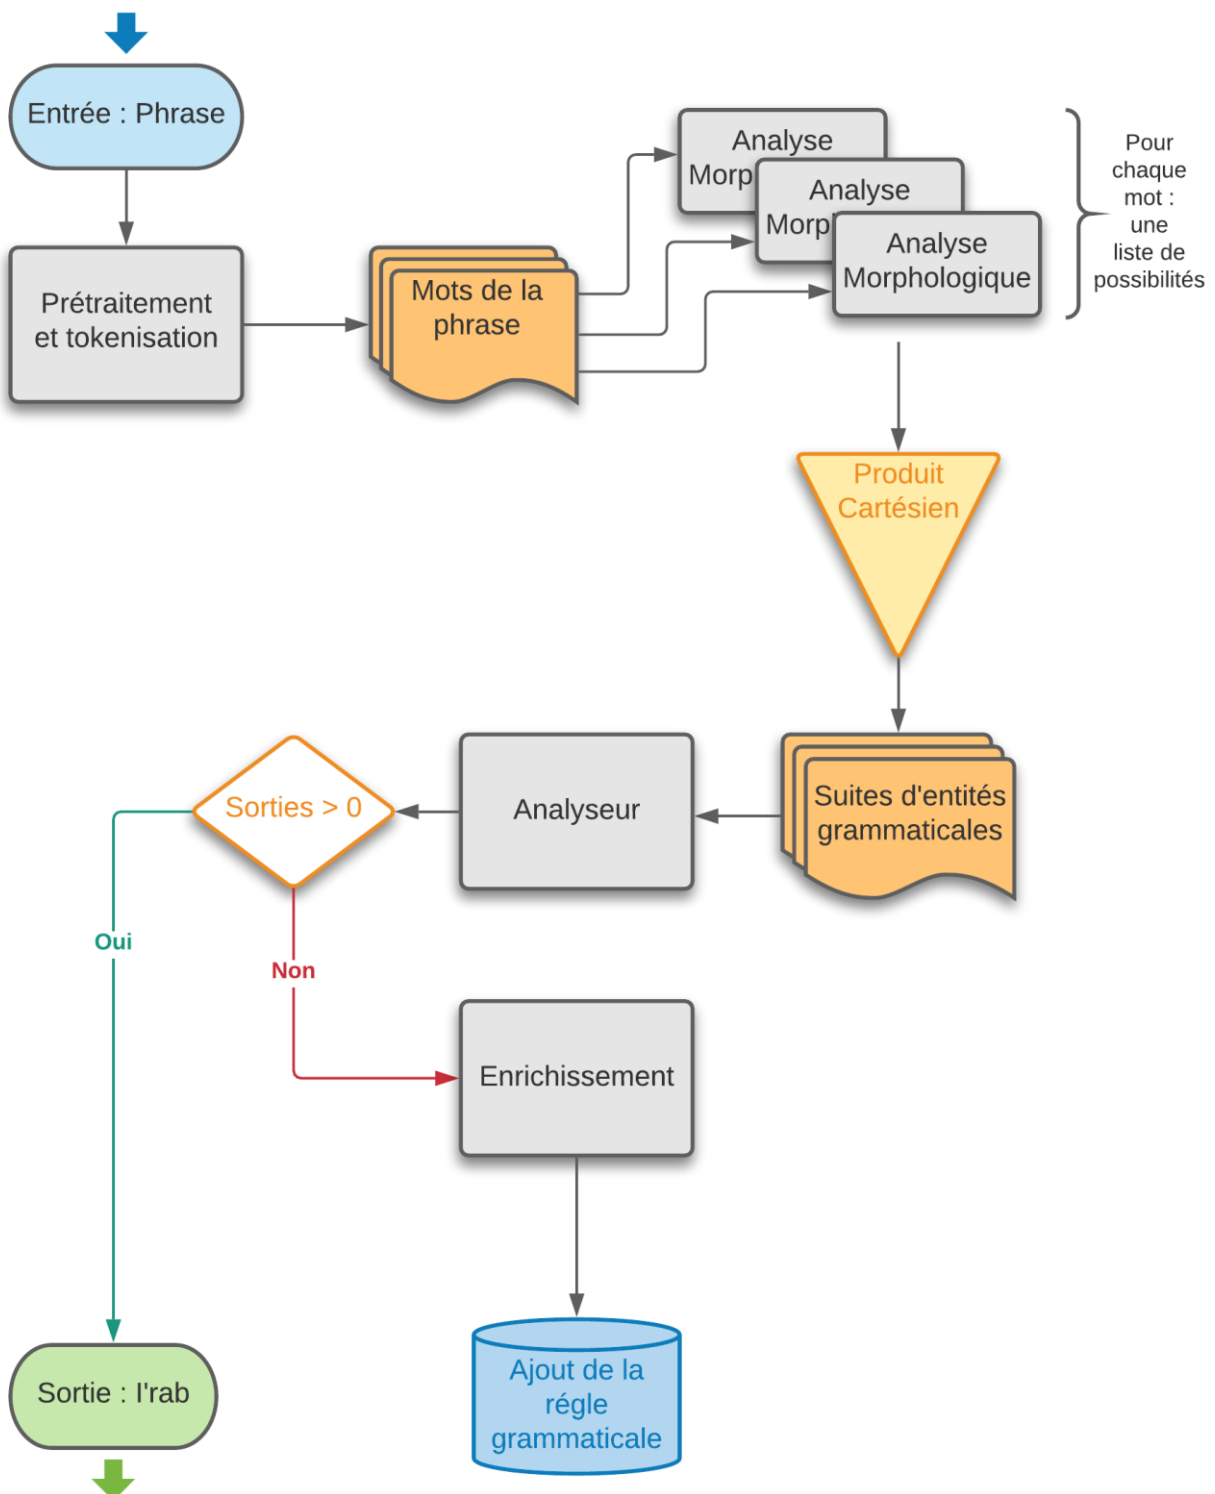 Entrée : Phrase
Prétraitement
et tokenisation
Mots de la
phrase
Analyse
Morp
Analyse
Morp
Analyse
Morphologique
Pour
chaque
mot :
une
liste de
possibilités
Produit
Cartésien
Suites d'entités
grammaticales
Analyseur
Sorties > 0
Oui
Non
Enrichissement
Ajout de la
régle
grammaticale
Sortie : I'rab